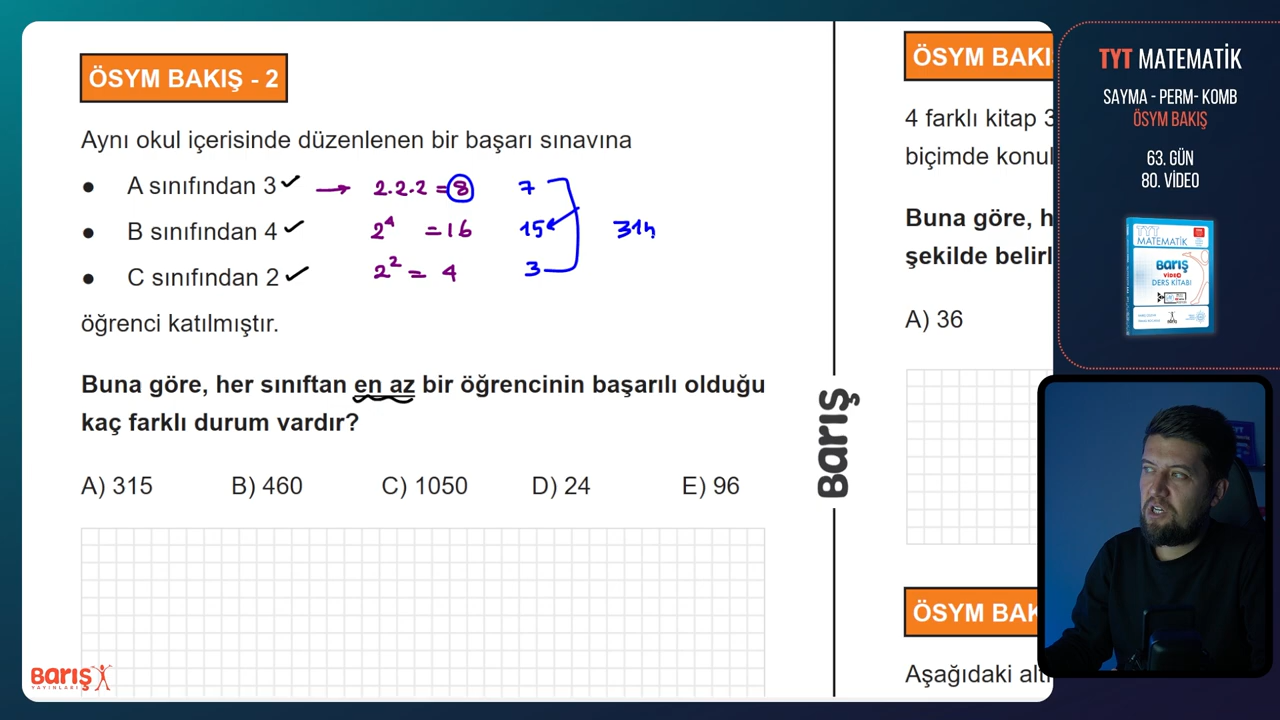 ÖSYM BAKIŞ - 2
Aynı okul içerisinde düzenlenen bir başarı sınavına
● A sınıfından 3 ✓ → 2.2.2 = 8 7
● B sınıfından 4 ✓ 2⁴ = 16 15
● C sınıfından 2 ✓ 2² = 4 3
öğrenci katılmıştır.
Buna göre, her sınıftan en az bir öğrencinin başarılı olduğu
kaç farklı durum vardır?
A) 315 B) 460 C) 1050 D) 24 E) 96
Barış
YAYINLARI
Barış
ÖSYM BAKI
4 farklı kitap 3
biçimde konul
Buna göre, h
şekilde belirl
A) 36
ÖSYM BAK
Aşağıdaki altı
TYT MATEMATİK
SAYMA - PERM- KOMB
ÖSYM BAKIŞ
63. GÜN
80. VİDEO
TYT
MATEMATİK
Barış
VİDEO
DERS KİTABI